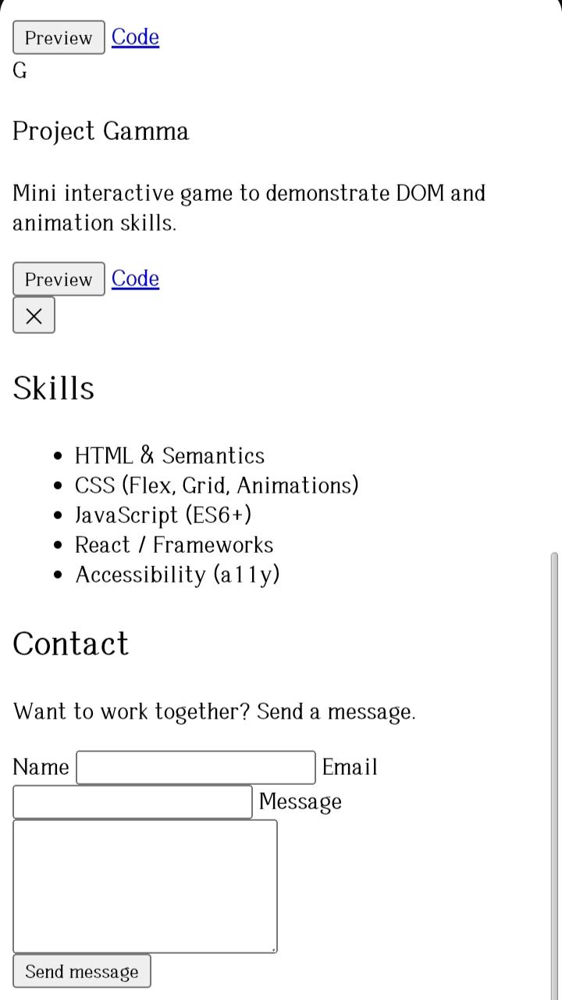 Preview Code
G
Project Gamma
Mini interactive game to demonstrate DOM and
animation skills.
Preview Code
×
Skills
• HTML & Semantics
• CSS (Flex, Grid, Animations)
• JavaScript (ES6+)
• React / Frameworks
• Accessibility (a11y)
Contact
Want to work together? Send a message.
Name Email
Message
Send message